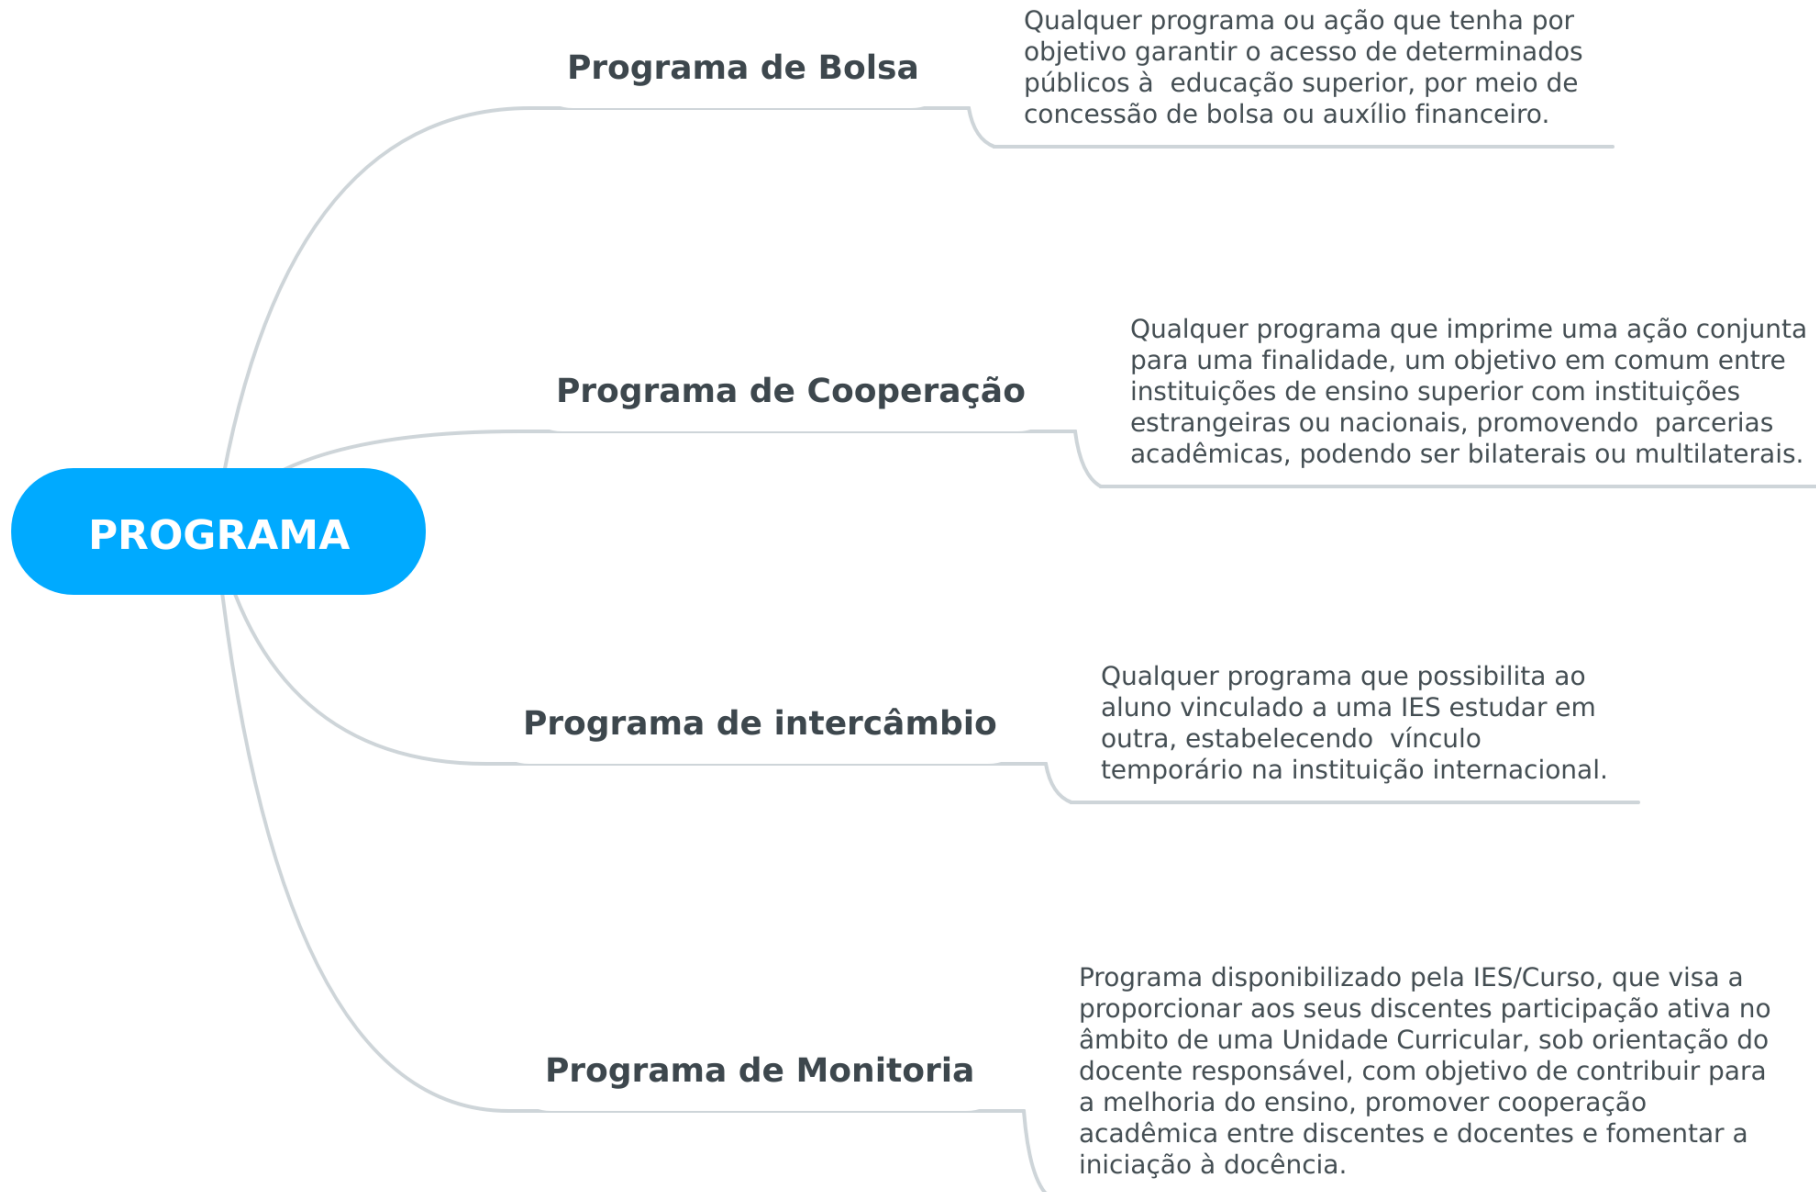 Programa de Bolsa
Qualquer programa ou ação que tenha por
objetivo garantir o acesso de determinados
públicos à  educação superior, por meio de
concessão de bolsa ou auxílio financeiro.
Programa de Cooperação
Qualquer programa que imprime uma ação conjunta
para uma finalidade, um objetivo em comum entre
instituições de ensino superior com instituições
estrangeiras ou nacionais, promovendo  parcerias
acadêmicas, podendo ser bilaterais ou multilaterais.
PROGRAMA
Programa de intercâmbio
Qualquer programa que possibilita ao
aluno vinculado a uma IES estudar em
outra, estabelecendo  vínculo
temporário na instituição internacional.
Programa de Monitoria
Programa disponibilizado pela IES/Curso, que visa a
proporcionar aos seus discentes participação ativa no
âmbito de uma Unidade Curricular, sob orientação do
docente responsável, com objetivo de contribuir para
a melhoria do ensino, promover cooperação
acadêmica entre discentes e docentes e fomentar a
iniciação à docência.